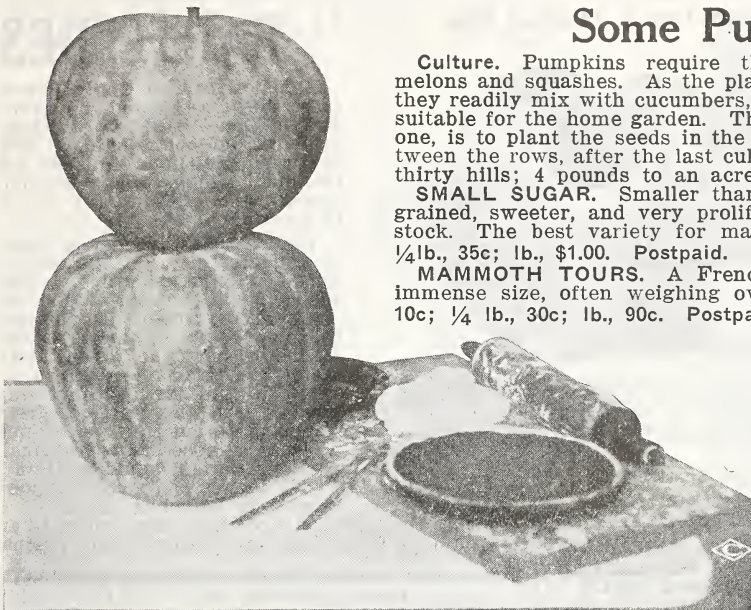 Some Pu
Culture. Pumpkins require t
melons and squashes. As the pla
they readily mix with cucumbers,
suitable for the home garden. Th
one, is to plant the seeds in the
tween the rows, after the last cul
thirty hills; 4 pounds to an acre
SMALL SUGAR. Smaller than
grained, sweeter, and very prolif
stock. The best variety for ma
¼lb., 35c; lb., $1.00. Postpaid.
MAMMOTH TOURS. A Frenc
immense size, often weighing ov
10c; ¼ lb., 30c; lb., 90c. Postpa
C